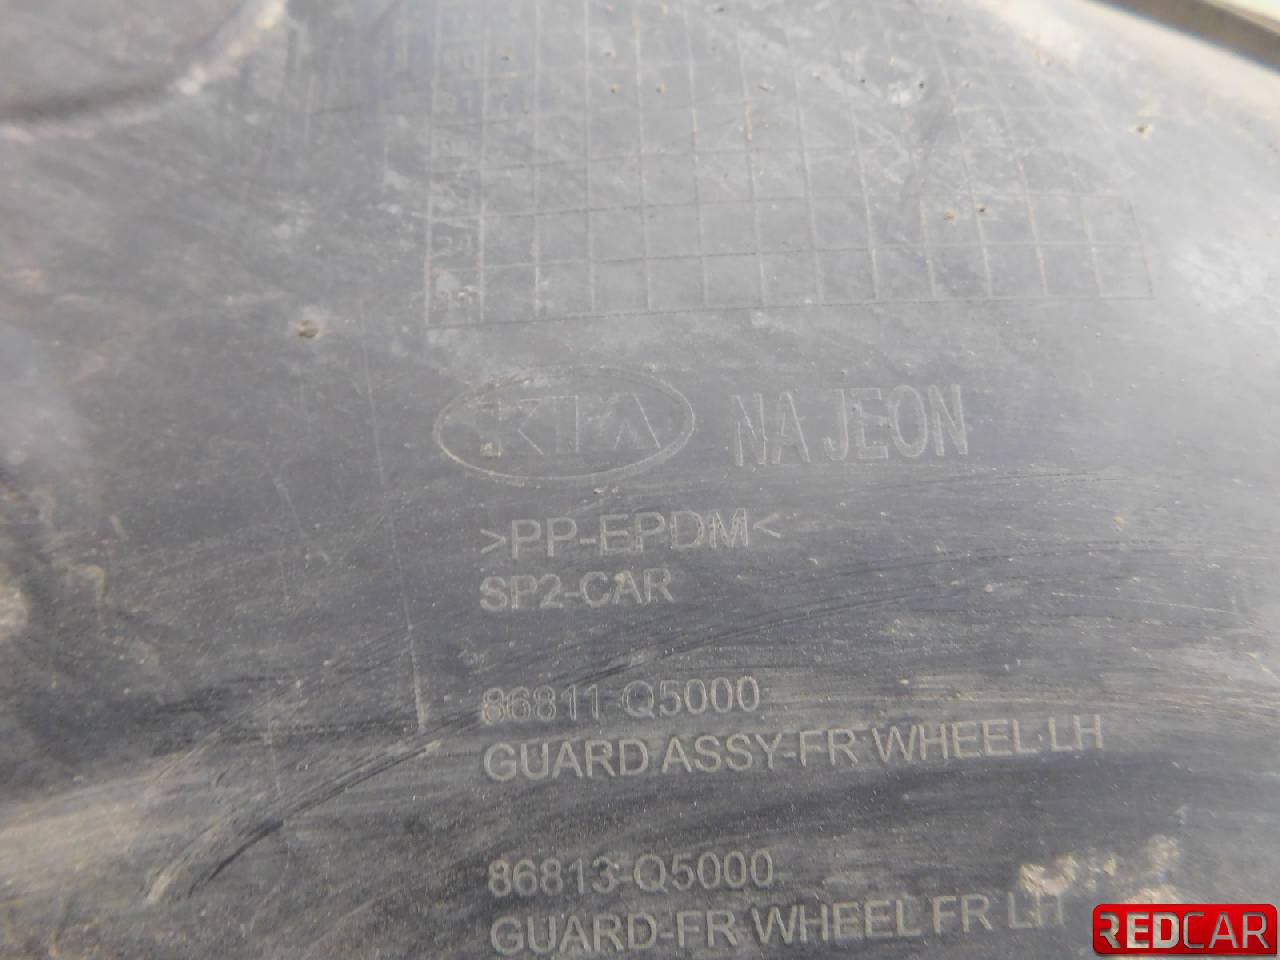 KIA NA JEON
>PP-EPDM<
SP2-CAR
86811-Q5000
GUARD ASSY-FR WHEEL LH
86813-Q5000
GUARD-FR WHEEL FR LH
REDCAR